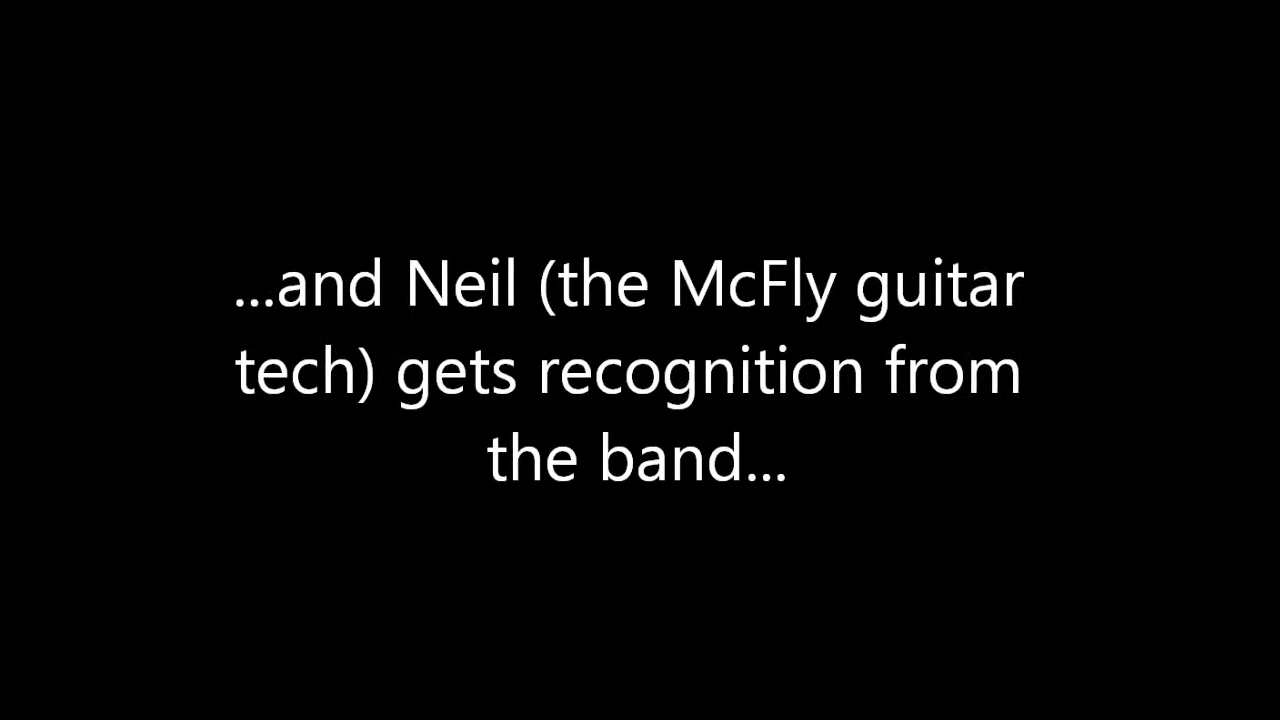 ...and Neil (the McFly guitar
tech) gets recognition from
the band...